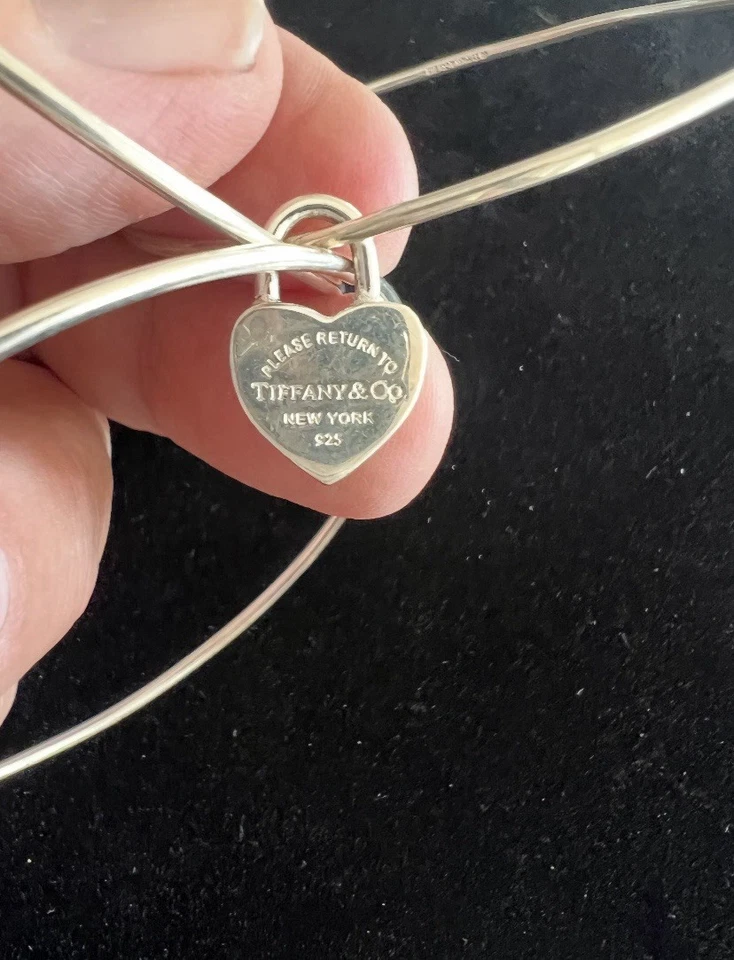 PLEASE RETURN TO
TIFFANY & CO.
NEW YORK
925